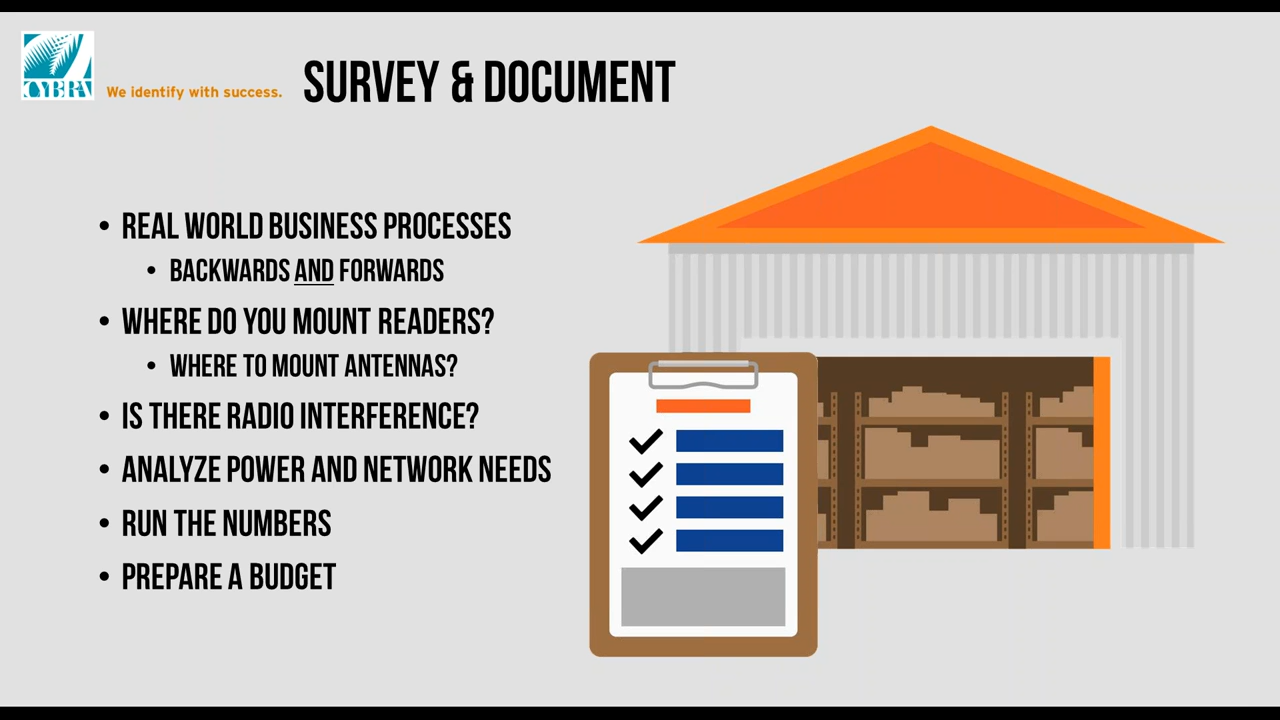 CYBRA
We identify with success.
SURVEY & DOCUMENT
• REAL WORLD BUSINESS PROCESSES
• BACKWARDS AND FORWARDS
• WHERE DO YOU MOUNT READERS?
• WHERE TO MOUNT ANTENNAS?
• IS THERE RADIO INTERFERENCE?
• ANALYZE POWER AND NETWORK NEEDS
• RUN THE NUMBERS
• PREPARE A BUDGET